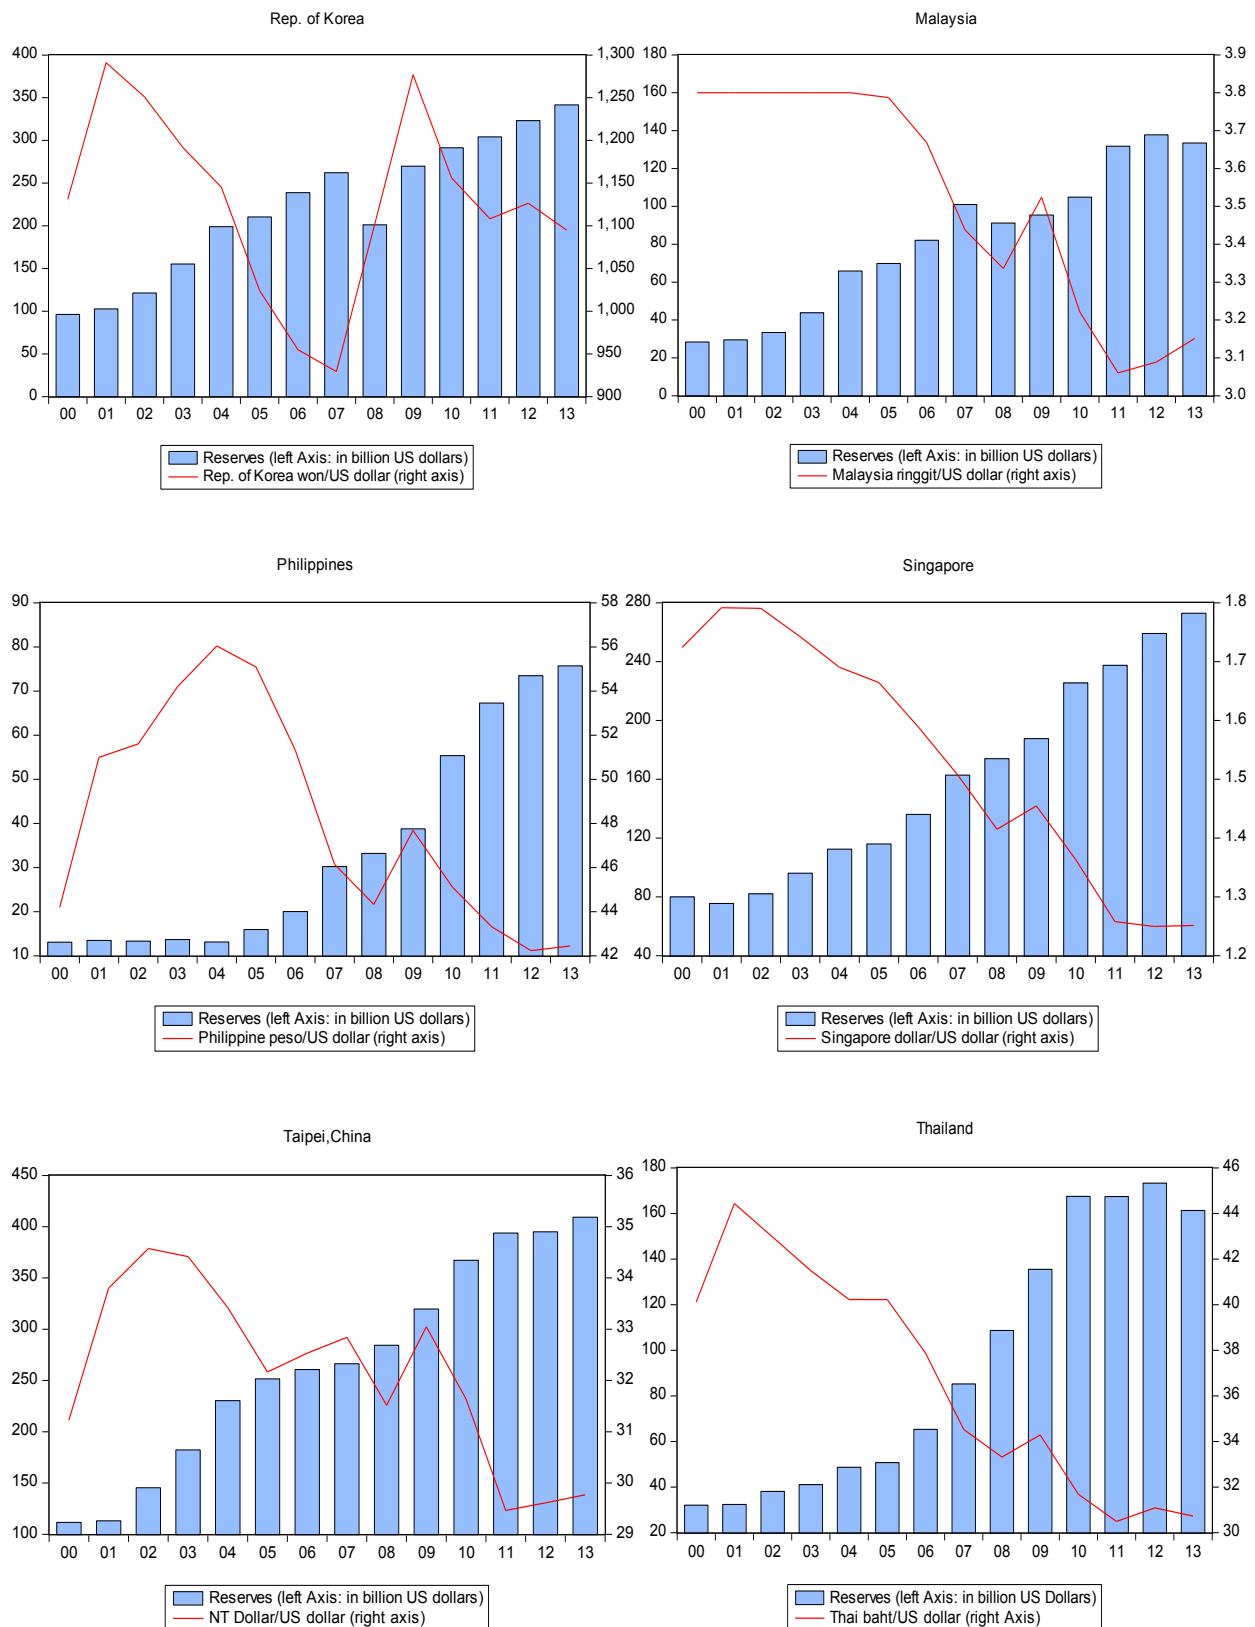 Rep. of Korea
400 1,300
350 1,250
300 1,200
250 1,150
200 1,100
150 1,050
100 1,000
50 950
0 900
00 01 02 03 04 05 06 07 08 09 10 11 12 13
Reserves (left Axis: in billion US dollars)
Rep. of Korea won/US dollar (right axis)
Malaysia
180 3.9
160 3.8
140 3.7
120 3.6
100 3.5
80 3.4
60 3.3
40 3.2
20 3.1
0 3.0
00 01 02 03 04 05 06 07 08 09 10 11 12 13
Reserves (left Axis: in billion US dollars)
Malaysia ringgit/US dollar (right axis)
Philippines
90 58
80 56
70 54
60 52
50 50
40 48
30 46
20 44
10 42
00 01 02 03 04 05 06 07 08 09 10 11 12 13
Reserves (left Axis: in billion US dollars)
Philippine peso/US dollar (right axis)
Singapore
280 1.8
240 1.7
200 1.6
160 1.5
120 1.4
80 1.3
40 1.2
00 01 02 03 04 05 06 07 08 09 10 11 12 13
Reserves (left Axis: in billion US dollars)
Singapore dollar/US dollar (right axis)
Taipei,China
450 36
400 35
350 34
300 33
250 32
200 31
150 30
100 29
00 01 02 03 04 05 06 07 08 09 10 11 12 13
Reserves (left Axis: in billion US dollars)
NT Dollar/US dollar (right axis)
Thailand
180 46
160 44
140 42
120 40
100 38
80 36
60 34
40 32
20 30
00 01 02 03 04 05 06 07 08 09 10 11 12 13
Reserves (left Axis: in billion US Dollars)
Thai baht/US dollar (right Axis)